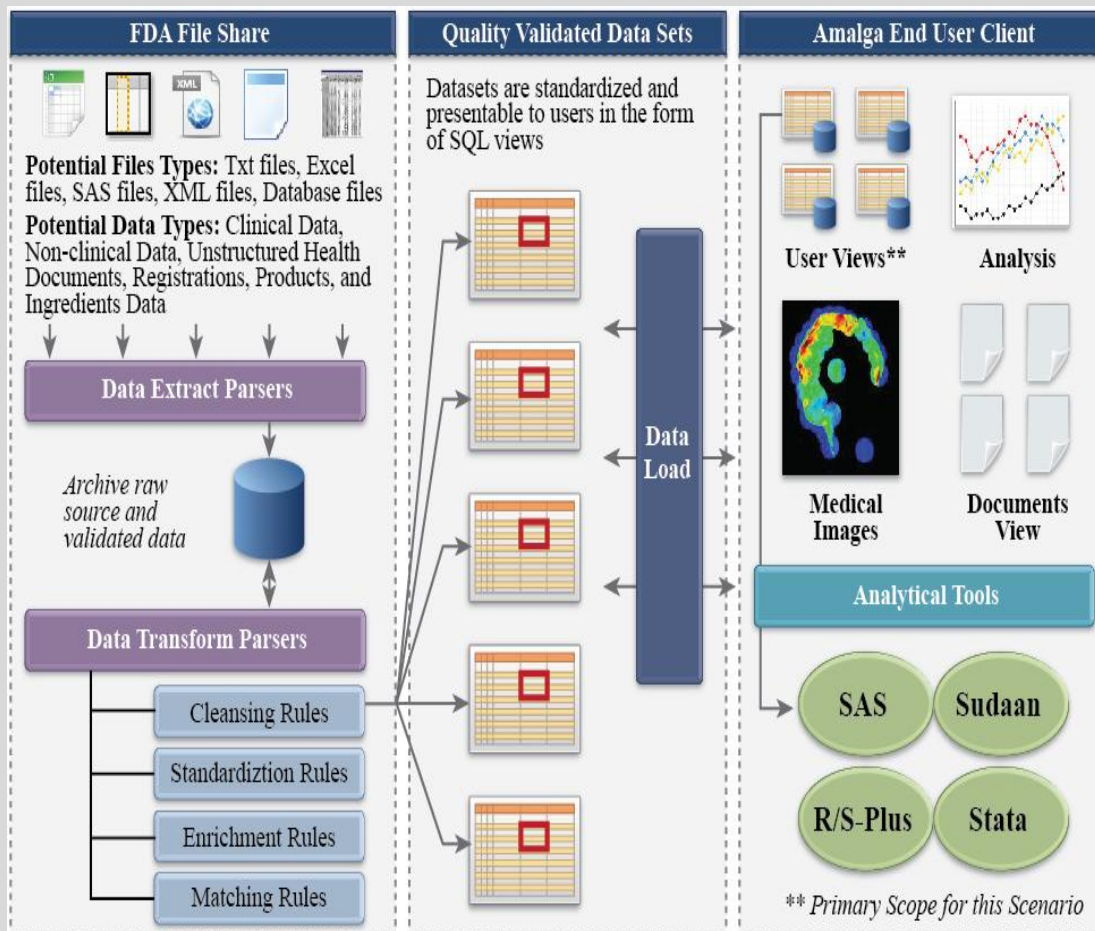 FDA File Share
XML
Potential Files Types: Txt files, Excel
files, SAS files, XML files, Database files
Potential Data Types: Clinical Data,
Non-clinical Data, Unstructured Health
Documents, Registrations, Products, and
Ingredients Data
Data Extract Parsers
Archive raw
source and
validated data
Data Transform Parsers
Cleansing Rules
Standardiztion Rules
Enrichment Rules
Matching Rules
Quality Validated Data Sets
Datasets are standardized and
presentable to users in the form
of SQL views
Data
Load
Amalga End User Client
User Views**
Analysis
Medical
Images
Documents
View
Analytical Tools
SAS
Sudaan
R/S-Plus
Stata
** Primary Scope for this Scenario